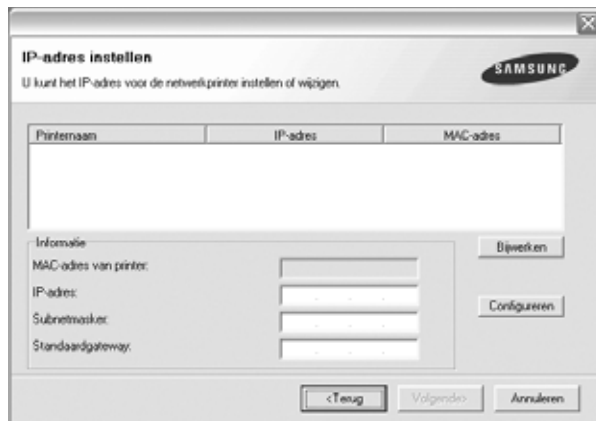 IP-adres instellen
SAMSUNG
U kunt het IP-adres voor de netwerkprinter instellen of wijzigen.
Printernaam IP-adres MAC-adres
Informatie
Bijwerken
MAC-adres van printer:
IP-adres:
Configureren
Subnetmasker:
Standaardgateway:
<Terug Volgende> Annuleren